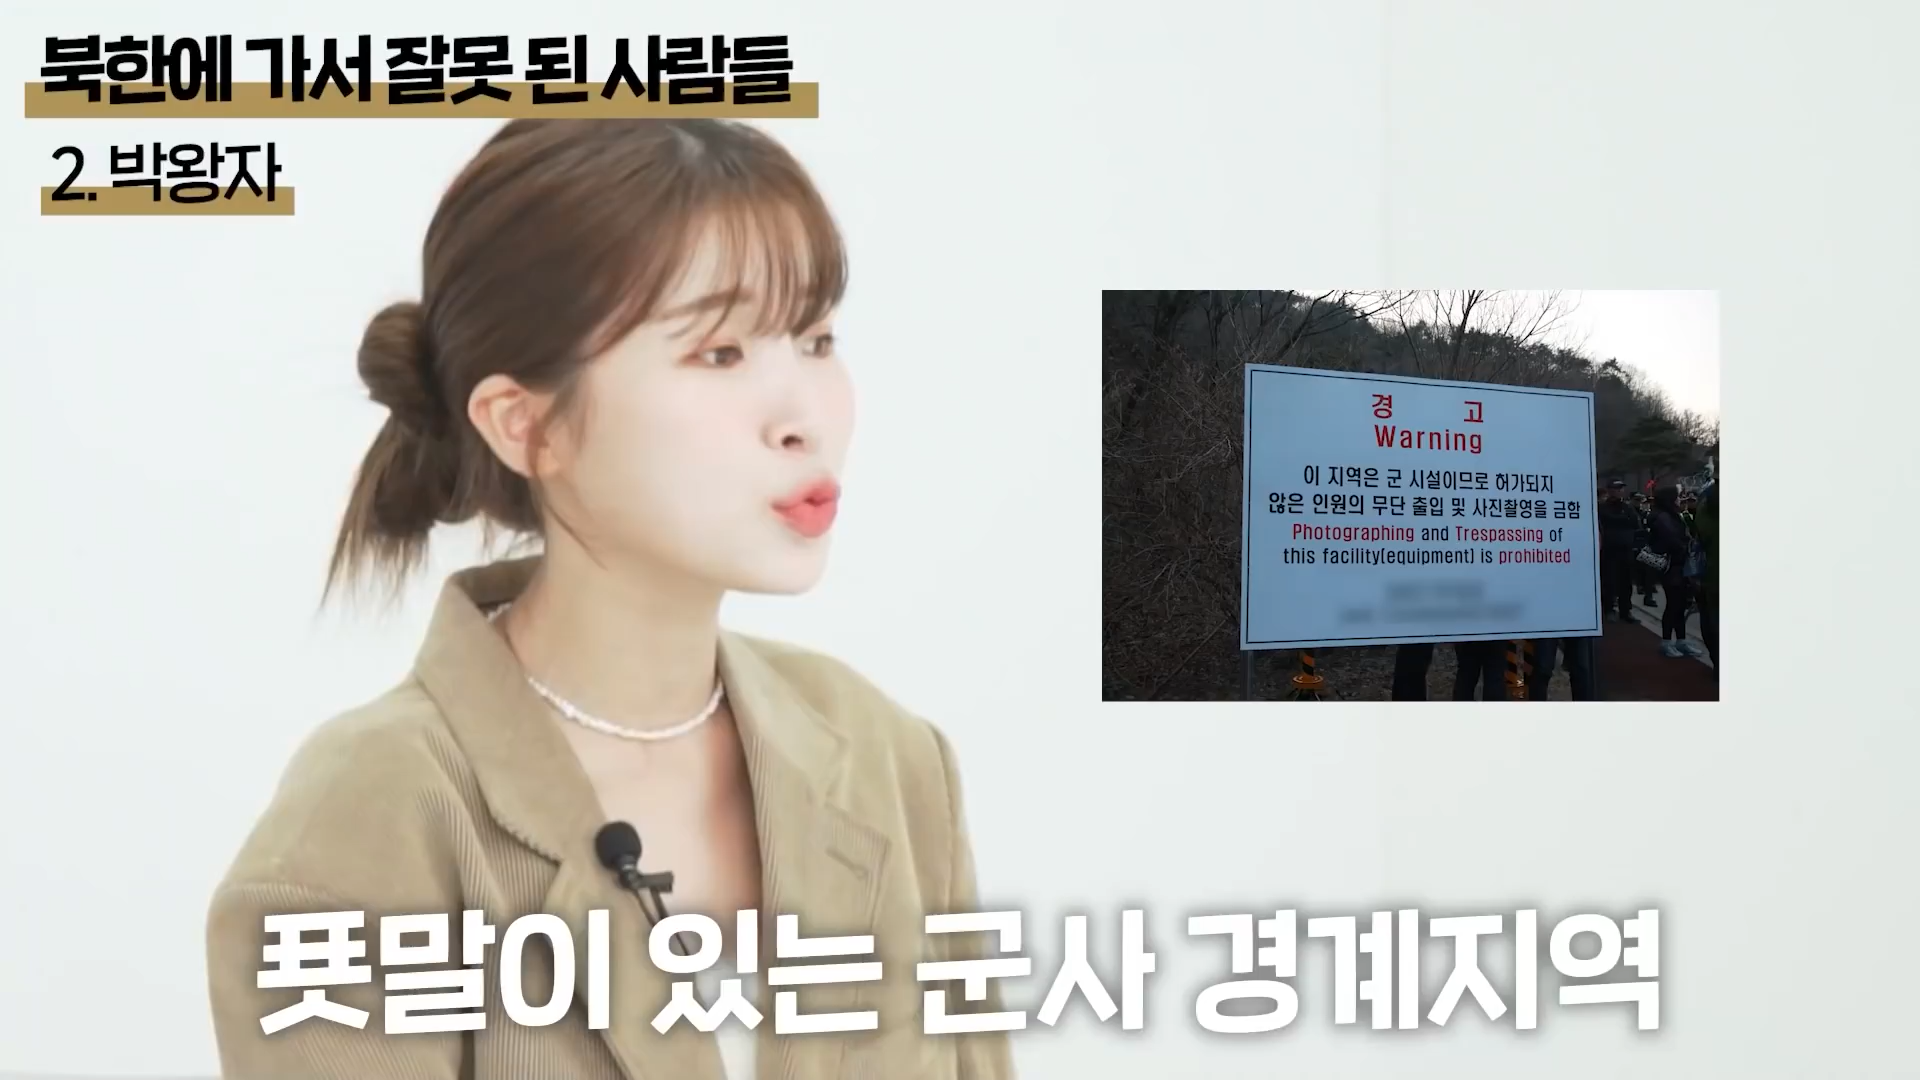 북한에 가서 잘못 된 사람들
2. 박왕자
경 고
Warning
이 지역은 군 시설이므로 허가되지
않은 인원의 무단 출입 및 사진촬영을 금함
Photographing and Trespassing of
this facility(equipment) is prohibited
푯말이 있는 군사 경계지역